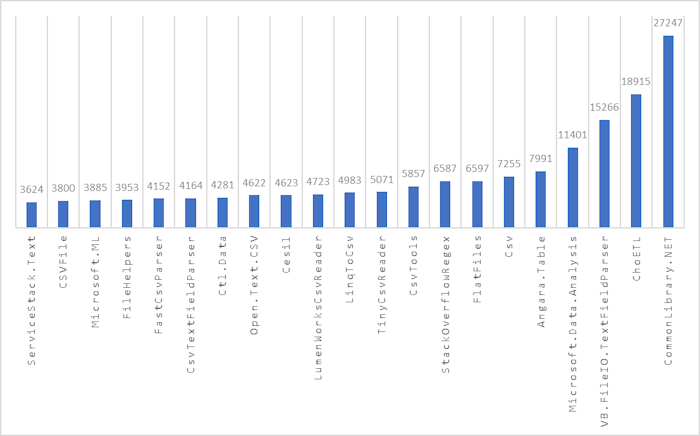 3624
3800
3885
3953
4152
4164
4281
4622
4623
4723
4983
5071
5857
6587
6597
7255
7991
11401
15266
18915
27247
ServiceStack.Text
CSVFile
Microsoft.ML
FileHelpers
FastCsvParser
CsvTextFieldParser
Ctl.Data
Open.Text.CSV
Cesil
LumenWorksCsvReader
LinqToCsv
TinyCsvReader
CsvTools
StackOverflowRegex
FlatFiles
Csv
Angara.Table
Microsoft.Data.Analysis
VB.FileIO.TextFieldParser
ChoETL
CommonLibrary.NET